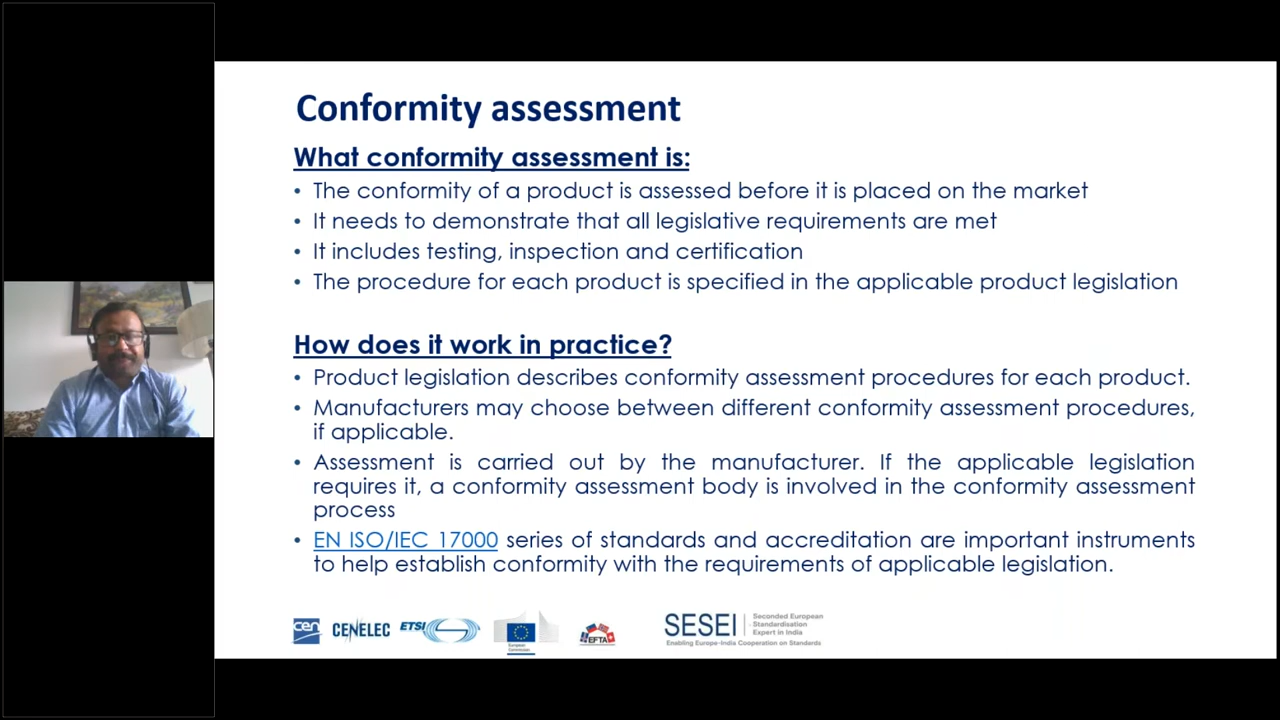 Conformity assessment
What conformity assessment is:
• The conformity of a product is assessed before it is placed on the market
• It needs to demonstrate that all legislative requirements are met
• It includes testing, inspection and certification
• The procedure for each product is specified in the applicable product legislation
How does it work in practice?
• Product legislation describes conformity assessment procedures for each product.
• Manufacturers may choose between different conformity assessment procedures,
if applicable.
• Assessment is carried out by the manufacturer. If the applicable legislation
requires it, a conformity assessment body is involved in the conformity assessment
process
• EN ISO/IEC 17000 series of standards and accreditation are important instruments
to help establish conformity with the requirements of applicable legislation.
cen CENELEC ETSI European
Commission EFTA
SESEI Seconded European
Standardisation
Expert in India
Enabling Europe-India Cooperation on Standards